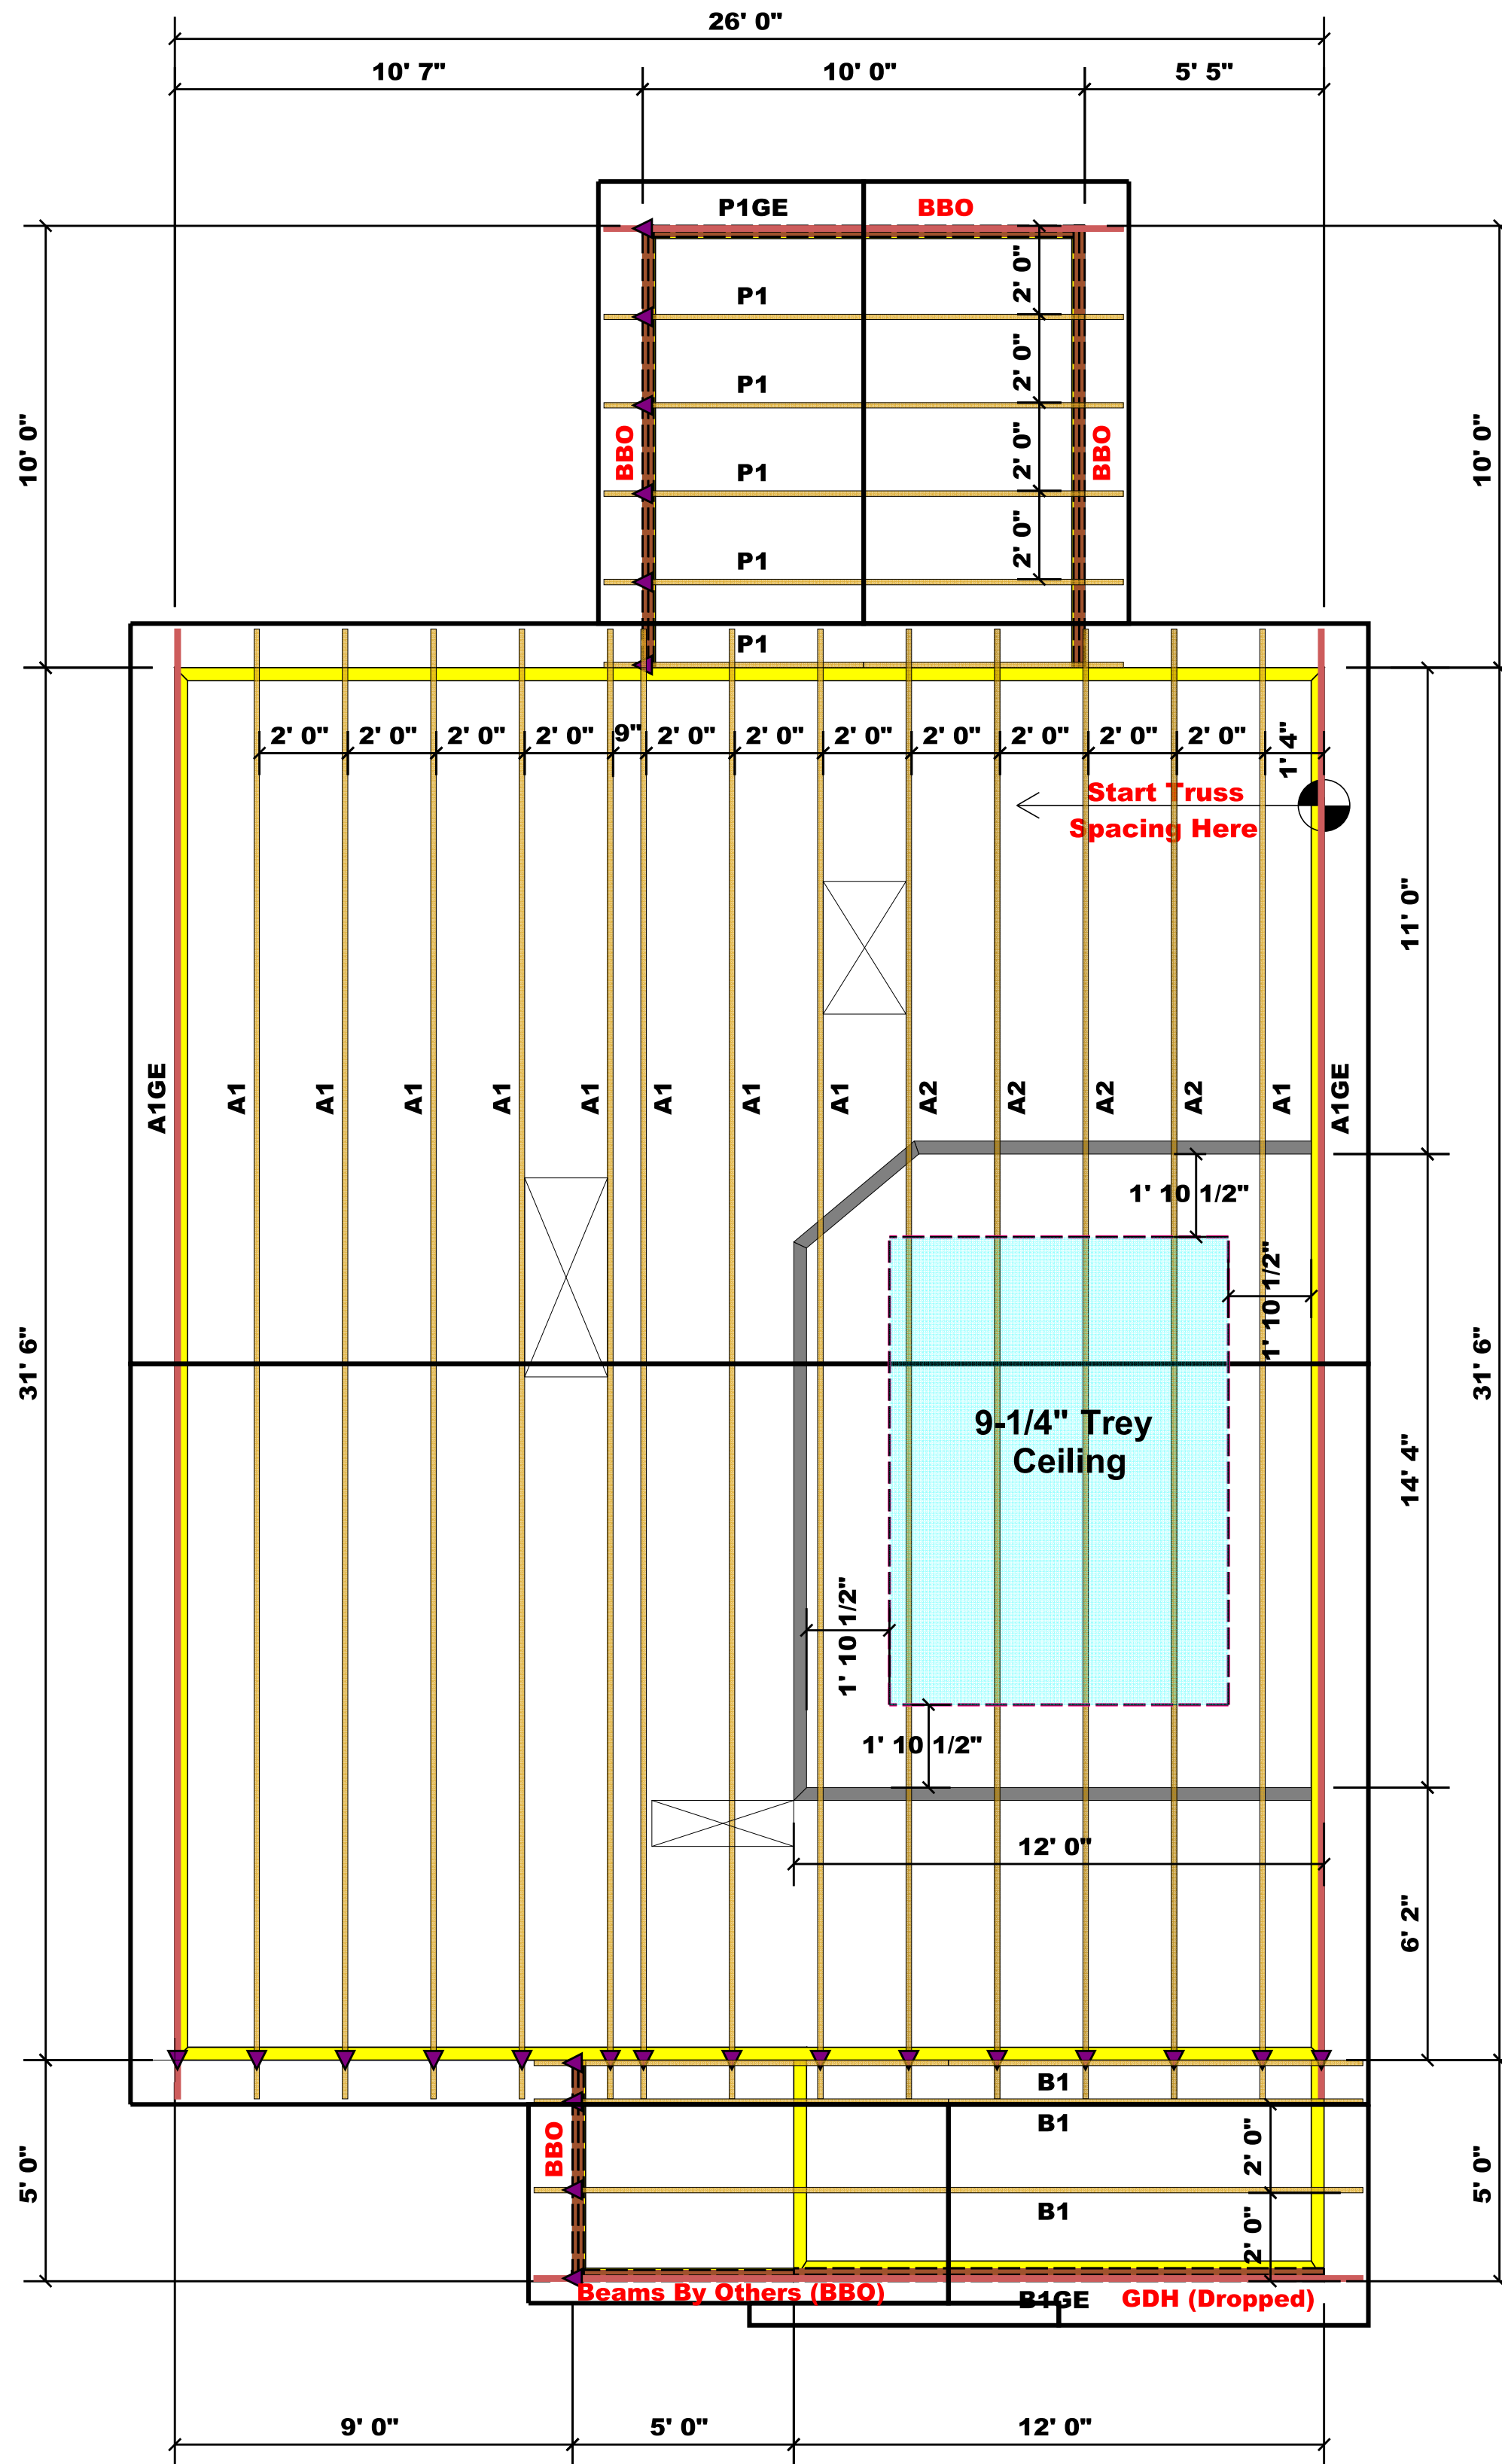 26' 0"
10' 7"
10' 0"
5' 5"
P1GE
BBO
2' 0"
P1
2' 0"
P1
BBO
BBO
10' 0"
10' 0"
2' 0"
P1
2' 0"
P1
P1
2' 0"
2' 0"
2' 0"
2' 0"
9"
2' 0"
2' 0"
2' 0"
2' 0"
2' 0"
2' 0"
2' 0"
1' 4"
Start Truss
Spacing Here
11' 0"
A1GE
A1
A1
A1
A1
A1
A1
A1
A1
A2
A2
A2
A2
A1
A1GE
1' 10 1/2"
1' 10 1/2"
31' 6"
31' 6"
9-1/4" Trey
Ceiling
14' 4"
1' 10 1/2"
1' 10 1/2"
12' 0"
6' 2"
B1
B1
BBO
2' 0"
5' 0"
5' 0"
B1
2' 0"
Beams By Others (BBO)
B1GE
GDH (Dropped)
9' 0"
5' 0"
12' 0"